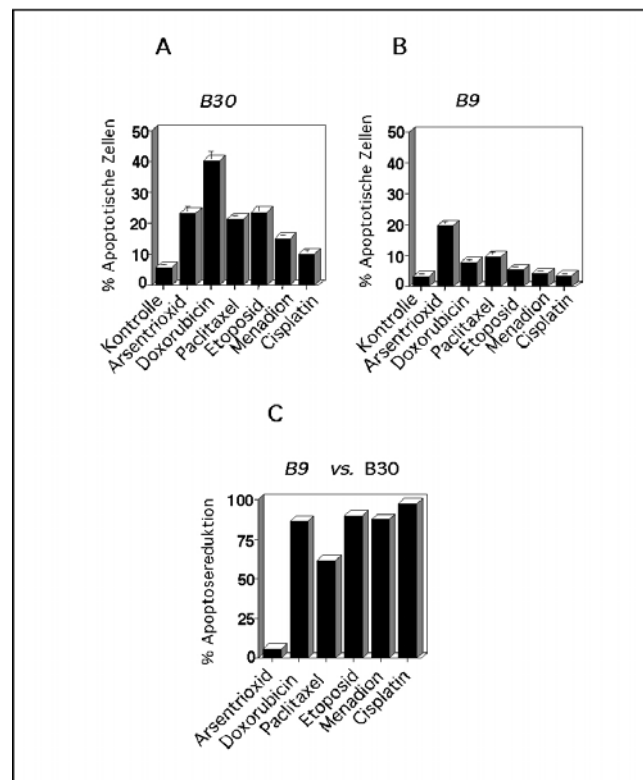 A
B30
% Apoptotische Zellen
50
40
30
20
10
0
Kontrolle
Arsentrioxid
Doxorubicin
Paclitaxel
Etoposid
Menadion
Cisplatin
B
B9
% Apoptotische Zellen
50
40
30
20
10
0
Kontrolle
Arsentrioxid
Doxorubicin
Paclitaxel
Etoposid
Menadion
Cisplatin
C
B9 vs. B30
% Apoptosereduktion
100
75
50
25
0
Arsentrioxid
Doxorubicin
Paclitaxel
Etoposid
Menadion
Cisplatin